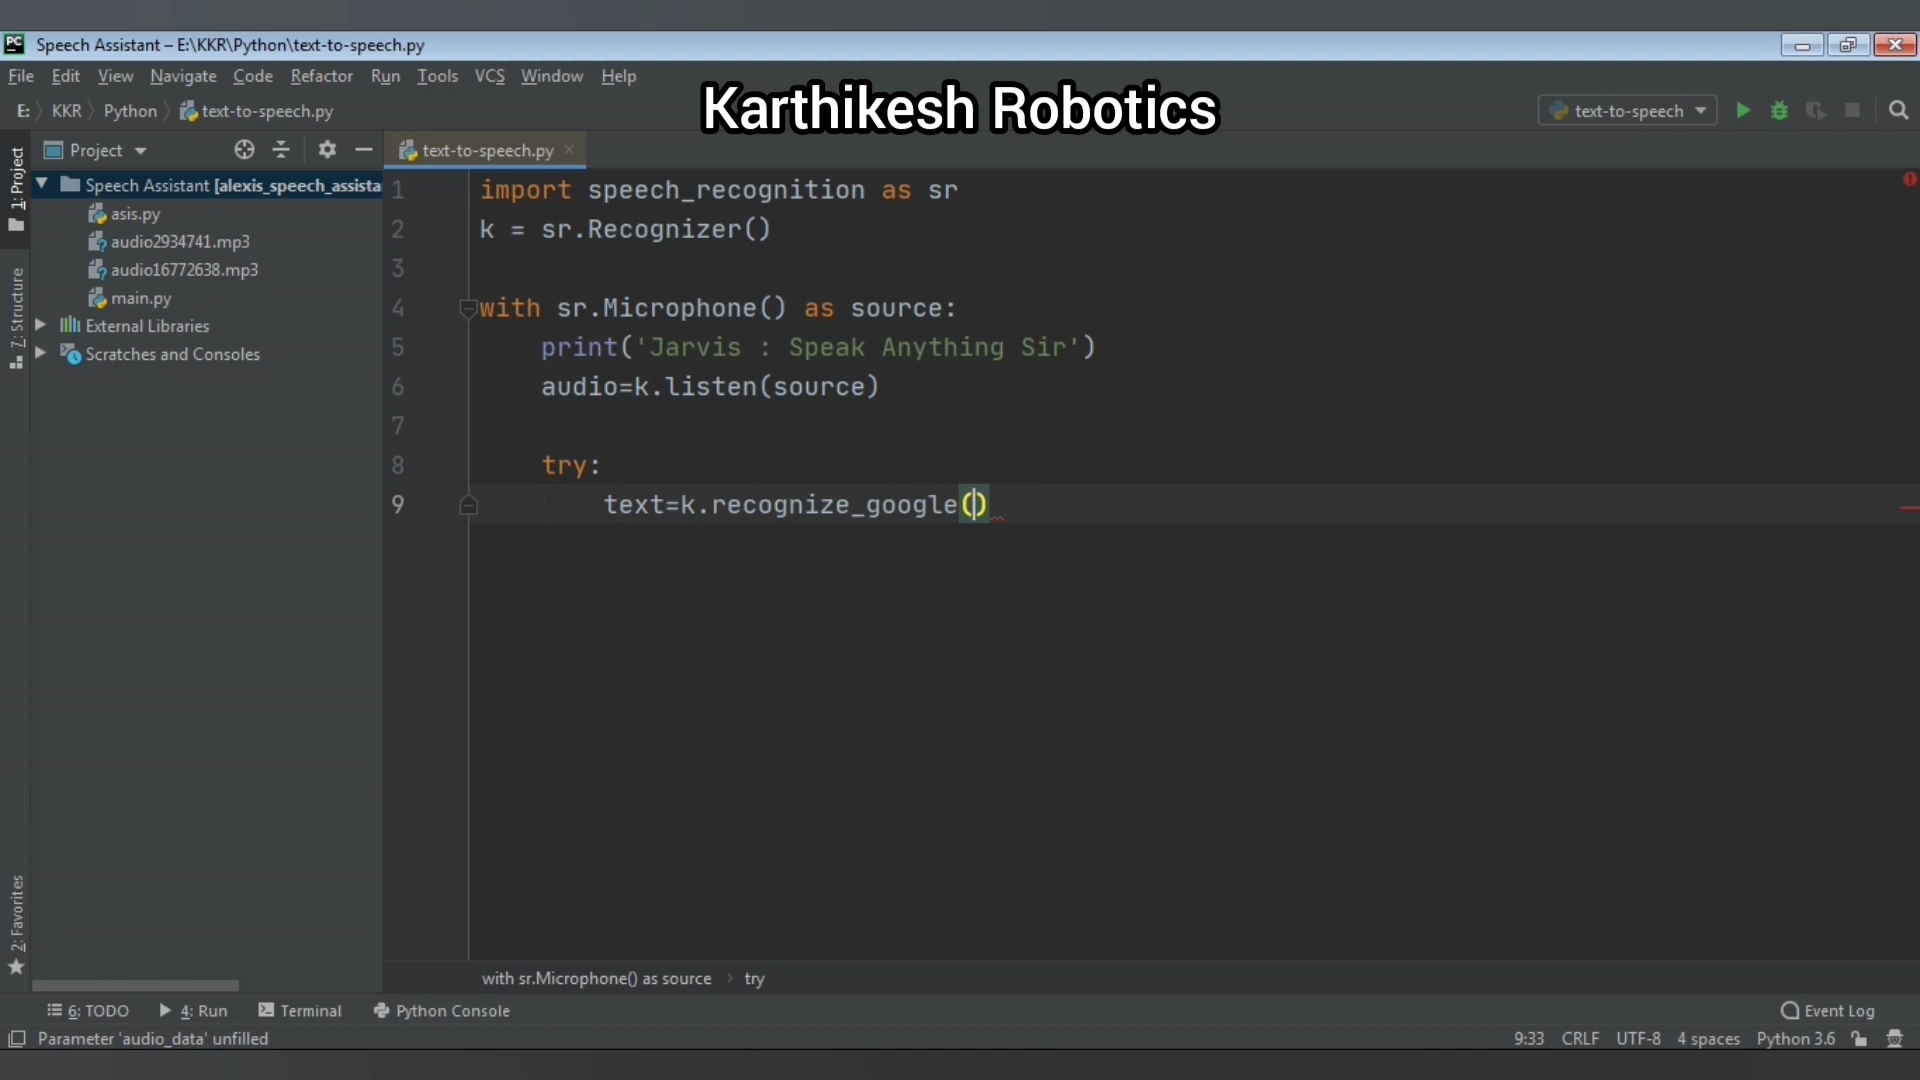 PC Speech Assistant – E:\KKR\Python\text-to-speech.py
File Edit View Navigate Code Refactor Run Tools VCS Window Help
Karthikesh Robotics
E: KKR Python text-to-speech.py
text-to-speech
1: Project
Project
text-to-speech.py
Speech Assistant [alexis_speech_assista
asis.py
audio2934741.mp3
audio16772638.mp3
main.py
External Libraries
Scratches and Consoles
7: Structure
2: Favorites
1 import speech_recognition as sr
2 k = sr.Recognizer()
3
4 with sr.Microphone() as source:
5 print('Jarvis : Speak Anything Sir')
6 audio=k.listen(source)
7
8 try:
9 text=k.recognize_google()
with sr.Microphone() as source › try
6: TODO 4: Run Terminal Python Console Event Log
Parameter 'audio_data' unfilled 9:33 CRLF UTF-8 4 spaces Python 3.6